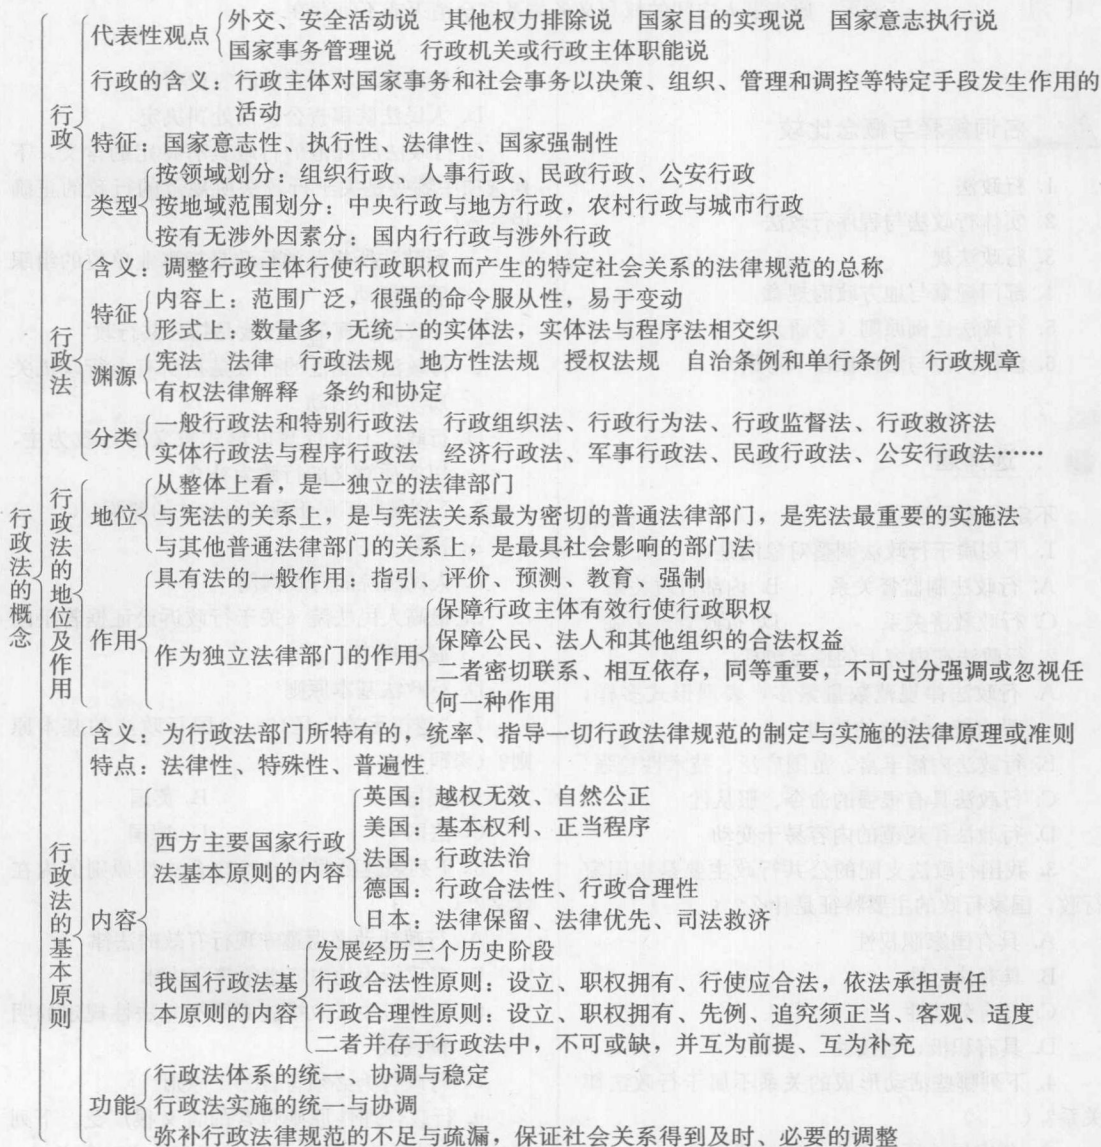 外交、安全活动说 其他权力排除说 国家目的实现说 国家意志执行说
代表性观点
国家事务管理说 行政机关或行政主体职能说
行政的含义：行政主体对国家事务和社会事务以决策、组织、管理和调控等特定手段发生作用的
活动
行政
特征：国家意志性、执行性、法律性、国家强制性
按领域划分：组织行政、人事行政、民政行政、公安行政
类型
按地域范围划分：中央行政与地方行政，农村行政与城市行政
按有无涉外因素分：国内行行政与涉外行政
含义：调整行政主体行使行政职权而产生的特定社会关系的法律规范的总称
特征
内容上：范围广泛，很强的命令服从性，易于变动
形式上：数量多，无统一的实体法，实体法与程序法相交织
行政法
渊源
宪法 法律 行政法规 地方性法规 授权法规 自治条例和单行条例 行政规章
有权法律解释 条约和协定
分类
一般行政法和特别行政法 行政组织法、行政行为法、行政监督法、行政救济法
实体行政法与程序行政法 经济行政法、军事行政法、民政行政法、公安行政法……
行政法的概念
行政法的地位及作用
地位
从整体上看，是一独立的法律部门
与宪法的关系上，是与宪法关系最为密切的普通法律部门，是宪法最重要的实施法
与其他普通法律部门的关系上，是最具社会影响的部门法
作用
具有法的一般作用：指引 评价、预测、教育 强制
作为独立法律部门的作用
保障行政主体有效行使行政职权
保障公民、法人和其他组织的合法权益
二者密切联系、相互依存，同等重要，不可过分强调或忽视任
何一种作用
含义：为行政法部门所特有的，统率、指导一切行政法律规范的制定与实施的法律原理或准则
特点：法律性、特殊性、普遍性
行政法的基本原则
内容
西方主要国家行政
法基本原则的内容
英国：越权无效、自然公正
美国：基本权利、正当程序
法国：行政法治
德国：行政合法性、行政合理性
日本：法律保留 法律优先、司法救济
我国行政法基
本原则的内容
发展经历三个历史阶段
行政合法性原则：设立、职权拥有、行使应合法，依法承担责任
行政合理性原则：设立 职权拥有、先例、追究须正当、客观、适度
二者并存于行政法中，不可或缺，并互为前提、互为补充
功能
行政法体系的统一 协调与稳定
行政法实施的统一与协调
弥补行政法律规范的不足与疏漏，保证社会关系得到及时、必要的调整